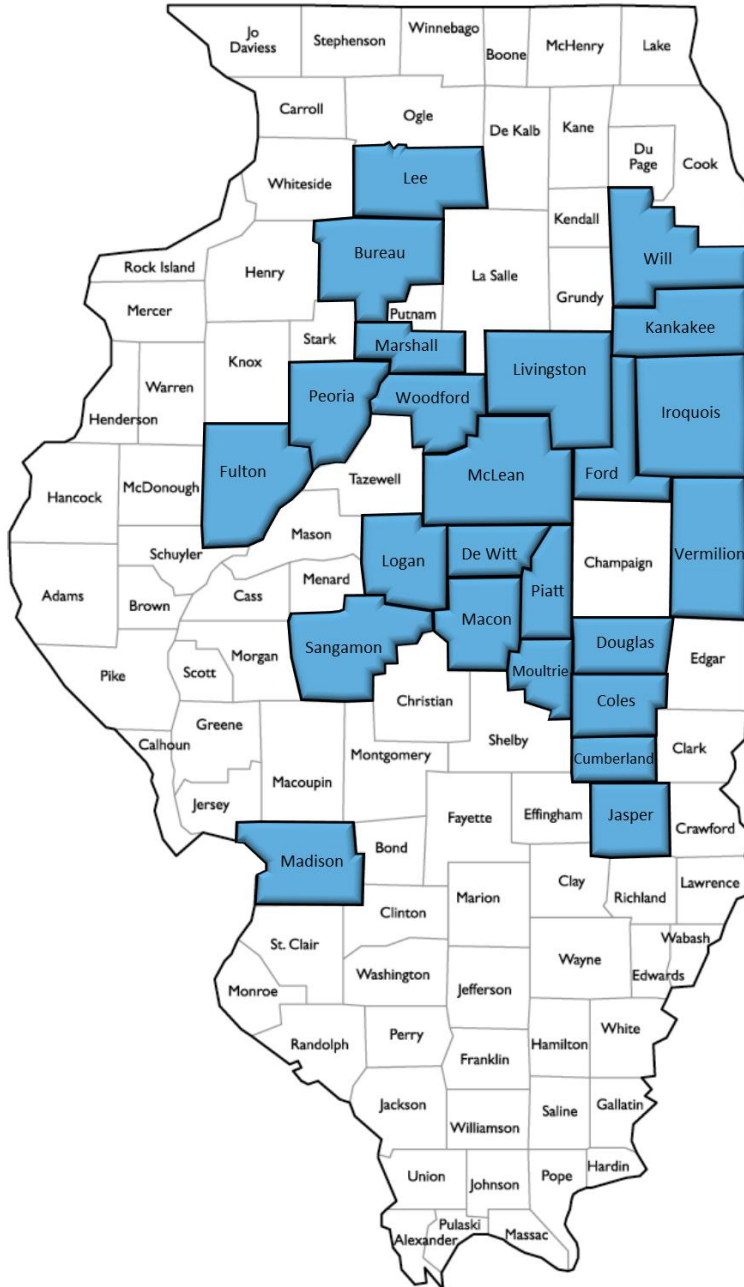 Jo
Daviess
Stephenson
Winnebago
Boone
McHenry
Lake
Carroll
Ogle
De Kalb
Kane
Du
Page
Cook
Lee
Whiteside
Kendall
Bureau
Will
Rock Island
Henry
La Salle
Grundy
Mercer
Putnam
Kankakee
Stark
Marshall
Knox
Livingston
Warren
Peoria
Woodford
Iroquois
Henderson
Fulton
McLean
Ford
Hancock
McDonough
Tazewell
Mason
Schuyler
Logan
De Witt
Champaign
Vermilion
Adams
Brown
Cass
Menard
Piatt
Macon
Douglas
Sangamon
Morgan
Scott
Pike
Moultrie
Edgar
Christian
Coles
Greene
Calhoun
Shelby
Montgomery
Clark
Cumberland
Macoupin
Jersey
Fayette
Effingham
Jasper
Crawford
Bond
Madison
Clay
Richland
Lawrence
Marion
Clinton
Wabash
St. Clair
Wayne
Edwards
Washington
Jefferson
Monroe
White
Perry
Hamilton
Randolph
Franklin
Jackson
Saline
Gallatin
Williamson
Hardin
Union
Johnson
Pope
Pulaski
Massac
Alexander